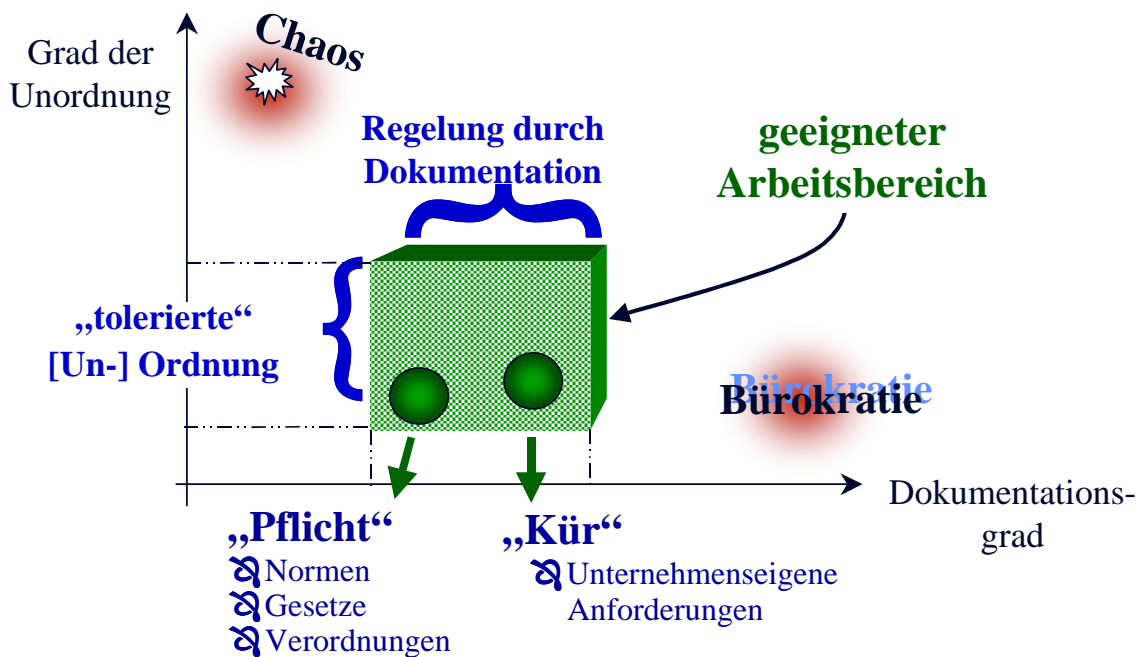 Chaos
Grad der
Unordnung
Regelung durch
Dokumentation
geeigneter
Arbeitsbereich
„tolerierte“
[Un-] Ordnung
Bürokratie
Bürokratie
Dokumentations-
grad
„Pflicht“
Normen
Gesetze
Verordnungen
„Kür“
Unternehmenseigene
Anforderungen